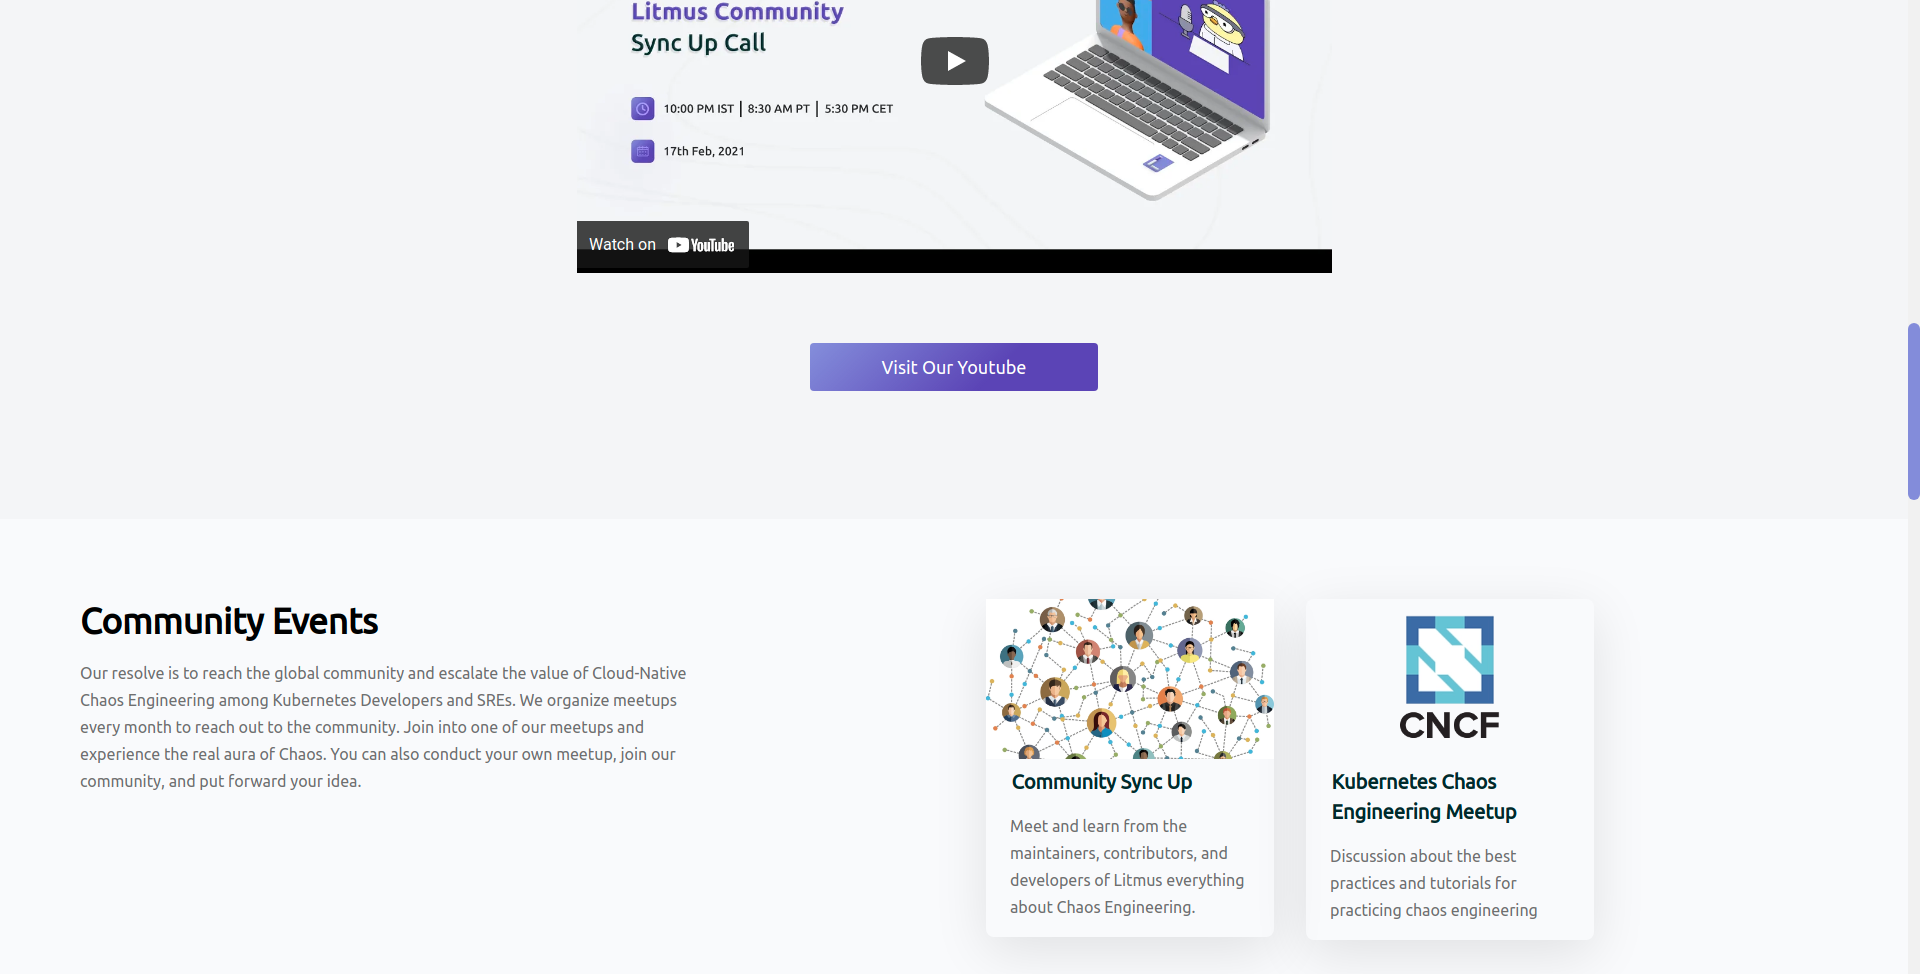 Litmus Community
Sync Up Call
10:00 PM IST | 8:30 AM PT | 5:30 PM CET
17th Feb, 2021
Watch on YouTube
Visit Our Youtube
Community Events
Our resolve is to reach the global community and escalate the value of Cloud-Native
Chaos Engineering among Kubernetes Developers and SREs. We organize meetups
every month to reach out to the community. Join into one of our meetups and
experience the real aura of Chaos. You can also conduct your own meetup, join our
community, and put forward your idea.
Community Sync Up
Meet and learn from the
maintainers, contributors, and
developers of Litmus everything
about Chaos Engineering.
CNCF
Kubernetes Chaos
Engineering Meetup
Discussion about the best
practices and tutorials for
practicing chaos engineering